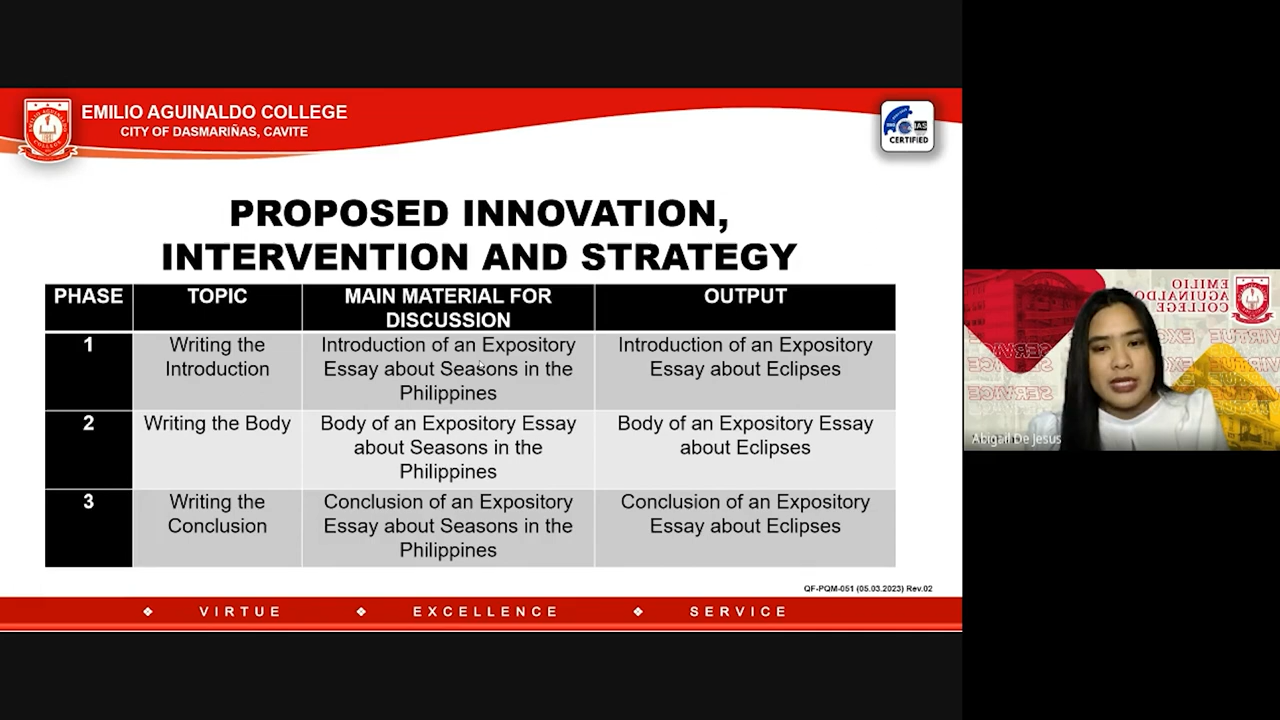 EMILIO AGUINALDO COLLEGE
CITY OF DASMARIÑAS, CAVITE
CERTIFIED
PROPOSED INNOVATION,
INTERVENTION AND STRATEGY
PHASE
TOPIC
MAIN MATERIAL FOR
DISCUSSION
OUTPUT
1
Writing the
Introduction
Introduction of an Expository
Essay about Seasons in the
Philippines
Introduction of an Expository
Essay about Eclipses
2
Writing the Body
Body of an Expository Essay
about Seasons in the
Philippines
Body of an Expository Essay
about Eclipses
3
Writing the
Conclusion
Conclusion of an Expository
Essay about Seasons in the
Philippines
Conclusion of an Expository
Essay about Eclipses
QF-PQM-051 (05.03.2023) Rev.02
VIRTUE
EXCELLENCE
SERVICE
EMILIO
AGUINALDO
COLLEGE
Abigail De Jesus